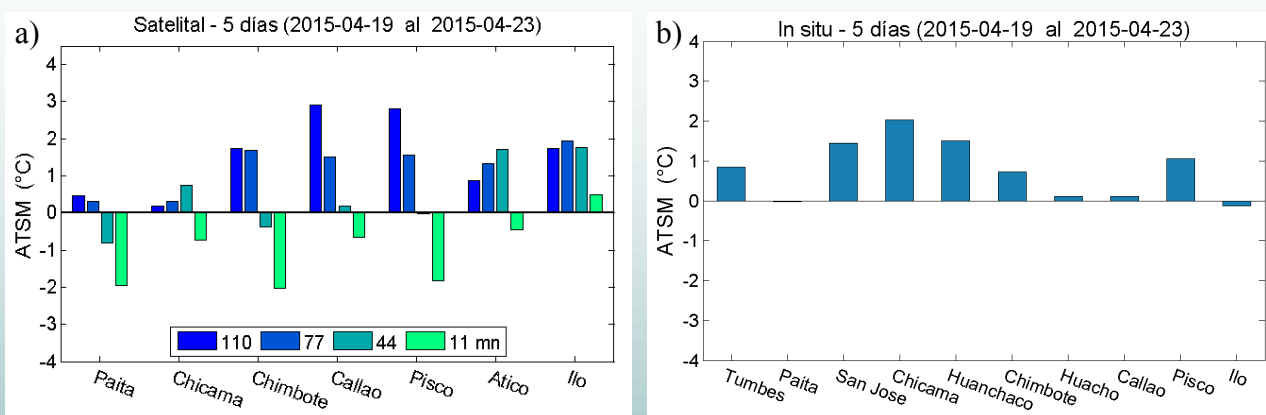 a)
Satelital - 5 días (2015-04-19 al 2015-04-23)
ATSM (°C)
4
3
2
1
0
-1
-2
-3
-4
110 77 44 11 mn
Paita Chicama Chimbote Callao Pisco Atico Ilo
b)
In situ - 5 días (2015-04-19 al 2015-04-23)
ATSM (°C)
4
3
2
1
0
-1
-2
-3
-4
Tumbes Paita San Jose Chicama Huanchaco Chimbote Huacho Callao Pisco Ilo